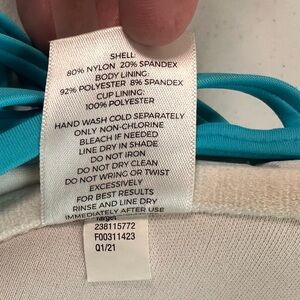 SHELL:
80% NYLON 20% SPANDEX
BODY LINING:
92% POLYESTER 8% SPANDEX
CUP LINING:
100% POLYESTER
HAND WASH COLD SEPARATELY
ONLY NON-CHLORINE
BLEACH IF NEEDED
LINE DRY IN SHADE
DO NOT IRON
DO NOT DRY CLEAN
DO NOT WRING OR TWIST
EXCESSIVELY
FOR BEST RESULTS
RINSE AND LINE DRY
IMMEDIATELY AFTER USE
Target
238115772
F00311423
Q1/21